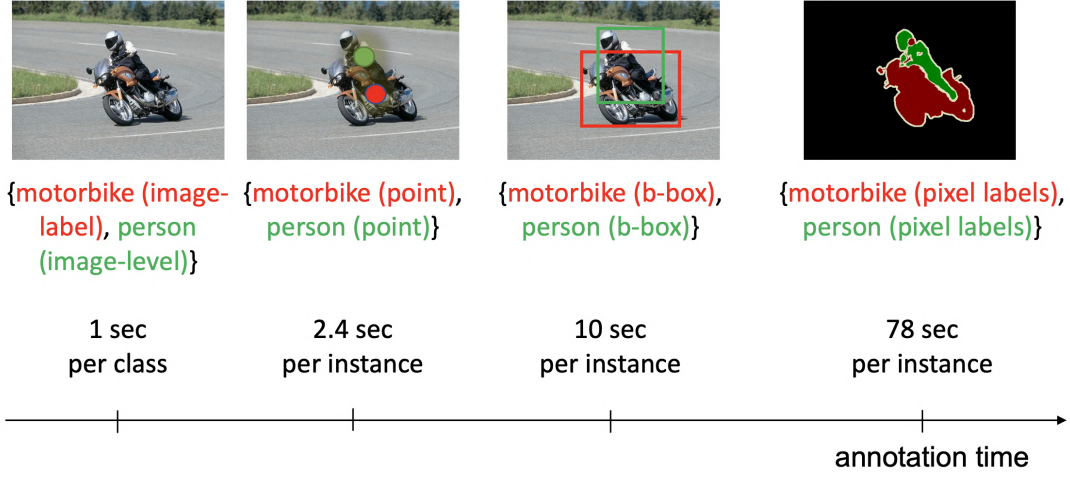 {motorbike (image-
label), person
(image-level)}
{motorbike (point),
person (point)}
{motorbike (b-box),
person (b-box)}
{motorbike (pixel labels),
person (pixel labels)}
1 sec
per class
2.4 sec
per instance
10 sec
per instance
78 sec
per instance
annotation time